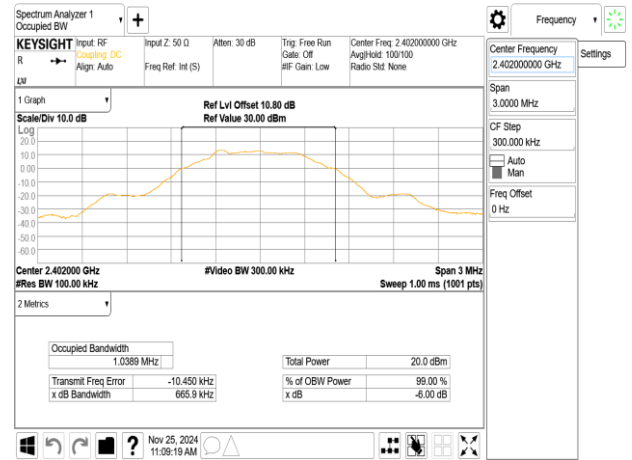 Spectrum Analyzer 1
Occupied BW
Frequency
KEYSIGHT
Input: RF
Input Z: 50 Ω
Atten: 30 dB
Trig: Free Run
Center Freq: 2.402000000 GHz
R
Coupling: DC
Gate: Off
Avg|Hold: 100/100
Align: Auto
Freq Ref: Int (S)
#IF Gain: Low
Radio Std: None
LXI
Center Frequency
2.402000000 GHz
Settings
Span
3.0000 MHz
CF Step
300.000 kHz
Auto
Man
Freq Offset
0 Hz
1 Graph
Ref Lvl Offset 10.80 dB
Scale/Div 10.0 dB
Ref Value 30.00 dBm
Log
20.0
10.0
0.00
-10.0
-20.0
-30.0
-40.0
-50.0
-60.0
Center 2.402000 GHz
#Video BW 300.00 kHz
Span 3 MHz
#Res BW 100.00 kHz
Sweep 1.00 ms (1001 pts)
2 Metrics
Occupied Bandwidth
1.0389 MHz
Total Power
20.0 dBm
Transmit Freq Error
-10.450 kHz
% of OBW Power
99.00 %
x dB Bandwidth
665.9 kHz
x dB
-6.00 dB
?
Nov 25, 2024
11:09:19 AM